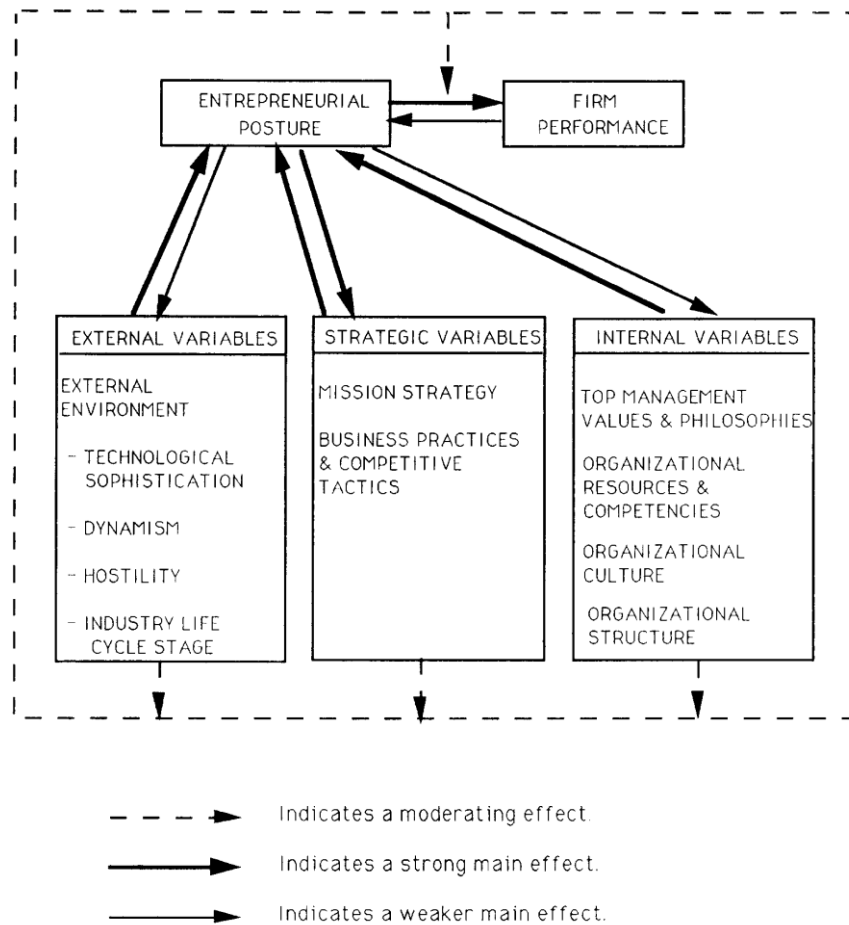 ENTREPRENEURIAL
POSTURE
FIRM
PERFORMANCE
EXTERNAL VARIABLES
EXTERNAL
ENVIRONMENT
- TECHNOLOGICAL
SOPHISTICATION
- DYNAMISM
- HOSTILITY
- INDUSTRY LIFE
CYCLE STAGE
STRATEGIC VARIABLES
MISSION STRATEGY
BUSINESS PRACTICES
& COMPETITIVE
TACTICS
INTERNAL VARIABLES
TOP MANAGEMENT
VALUES & PHILOSOPHIES
ORGANIZATIONAL
RESOURCES &
COMPETENCIES
ORGANIZATIONAL
CULTURE
ORGANIZATIONAL
STRUCTURE
Indicates a moderating effect.
Indicates a strong main effect.
Indicates a weaker main effect.